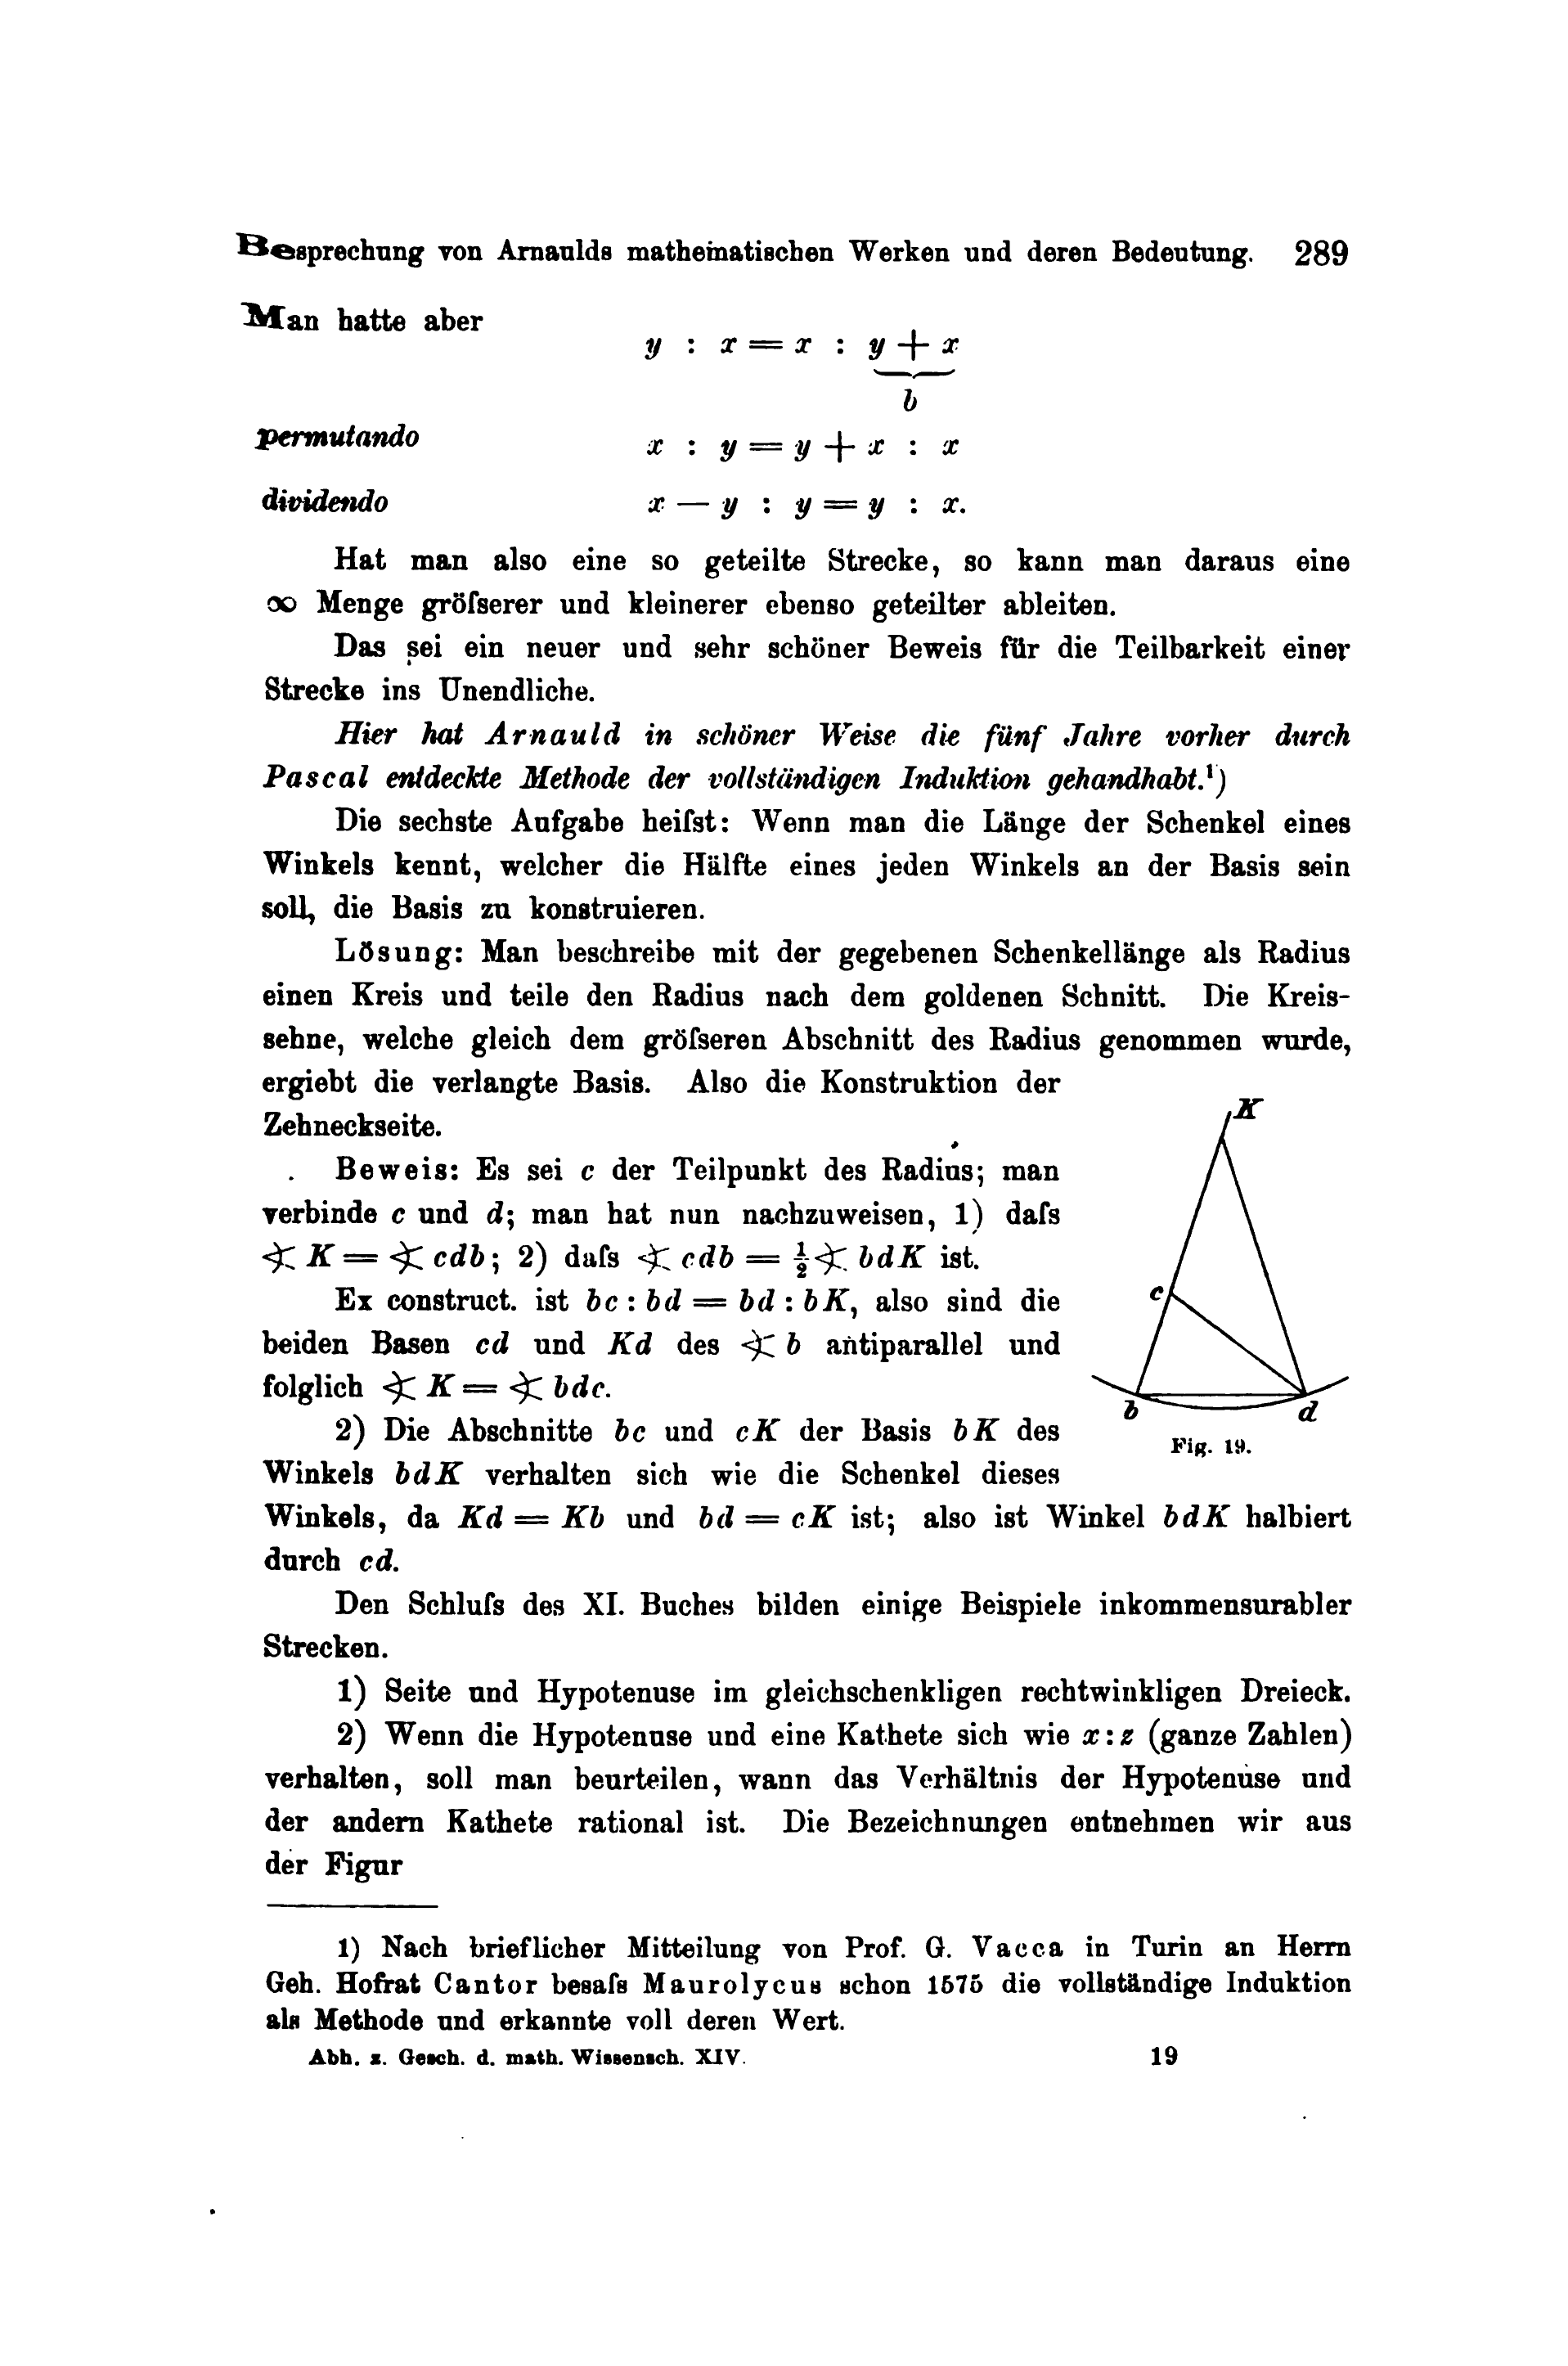 Besprechung von Arnaulds mathematischen Werken und deren Bedeutung. 289
Man hatte aber
y : x = x : y + x
b
permutando x : y = y + x : x
dividendo x — y : y = y : x.
Hat man also eine so geteilte Strecke, so kann man daraus eine
∞ Menge gröſserer und kleinerer ebenso geteilter ableiten.
Das sei ein neuer und sehr schöner Beweis für die Teilbarkeit einer
Strecke ins Unendliche.
Hier hat Arnauld in schöner Weise die fünf Jahre vorher durch
Pascal entdeckte Methode der vollständigen Induktion gehandhabt.¹)
Die sechste Aufgabe heiſst: Wenn man die Länge der Schenkel eines
Winkels kennt, welcher die Hälfte eines jeden Winkels an der Basis sein
soll, die Basis zu konstruieren.
Lösung: Man beschreibe mit der gegebenen Schenkellänge als Radius
einen Kreis und teile den Radius nach dem goldenen Schnitt. Die Kreis-
sehne, welche gleich dem gröſseren Abschnitt des Radius genommen wurde,
ergiebt die verlangte Basis. Also die Konstruktion der
Zehneckseite.
Beweis: Es sei c der Teilpunkt des Radius; man
verbinde c und d; man hat nun nachzuweisen, 1) daſs
∢ K = ∢ cdb; 2) daſs ∢ cdb = ½ ∢ bdK ist.
Ex construct. ist bc : bd = bd : bK, also sind die
beiden Basen cd und Kd des ∢ b antiparallel und
folglich ∢ K = ∢ bdc.
2) Die Abschnitte bc und cK der Basis bK des
Winkels bdK verhalten sich wie die Schenkel dieses
Winkels, da Kd = Kb und bd = cK ist; also ist Winkel bdK halbiert
durch cd.
K
c
b
d
Fig. 19.
Den Schluſs des XI. Buches bilden einige Beispiele inkommensurabler
Strecken.
1) Seite und Hypotenuse im gleichschenkligen rechtwinkligen Dreieck.
2) Wenn die Hypotenuse und eine Kathete sich wie x : z (ganze Zahlen)
verhalten, soll man beurteilen, wann das Verhältnis der Hypotenuse und
der andern Kathete rational ist. Die Bezeichnungen entnehmen wir aus
der Figur
1) Nach brieflicher Mitteilung von Prof. G. Vacca in Turin an Herrn
Geh. Hofrat Cantor besaſs Maurolycus schon 1575 die vollständige Induktion
als Methode und erkannte voll deren Wert.
Abh. z. Gesch. d. math. Wissensch. XIV. 19